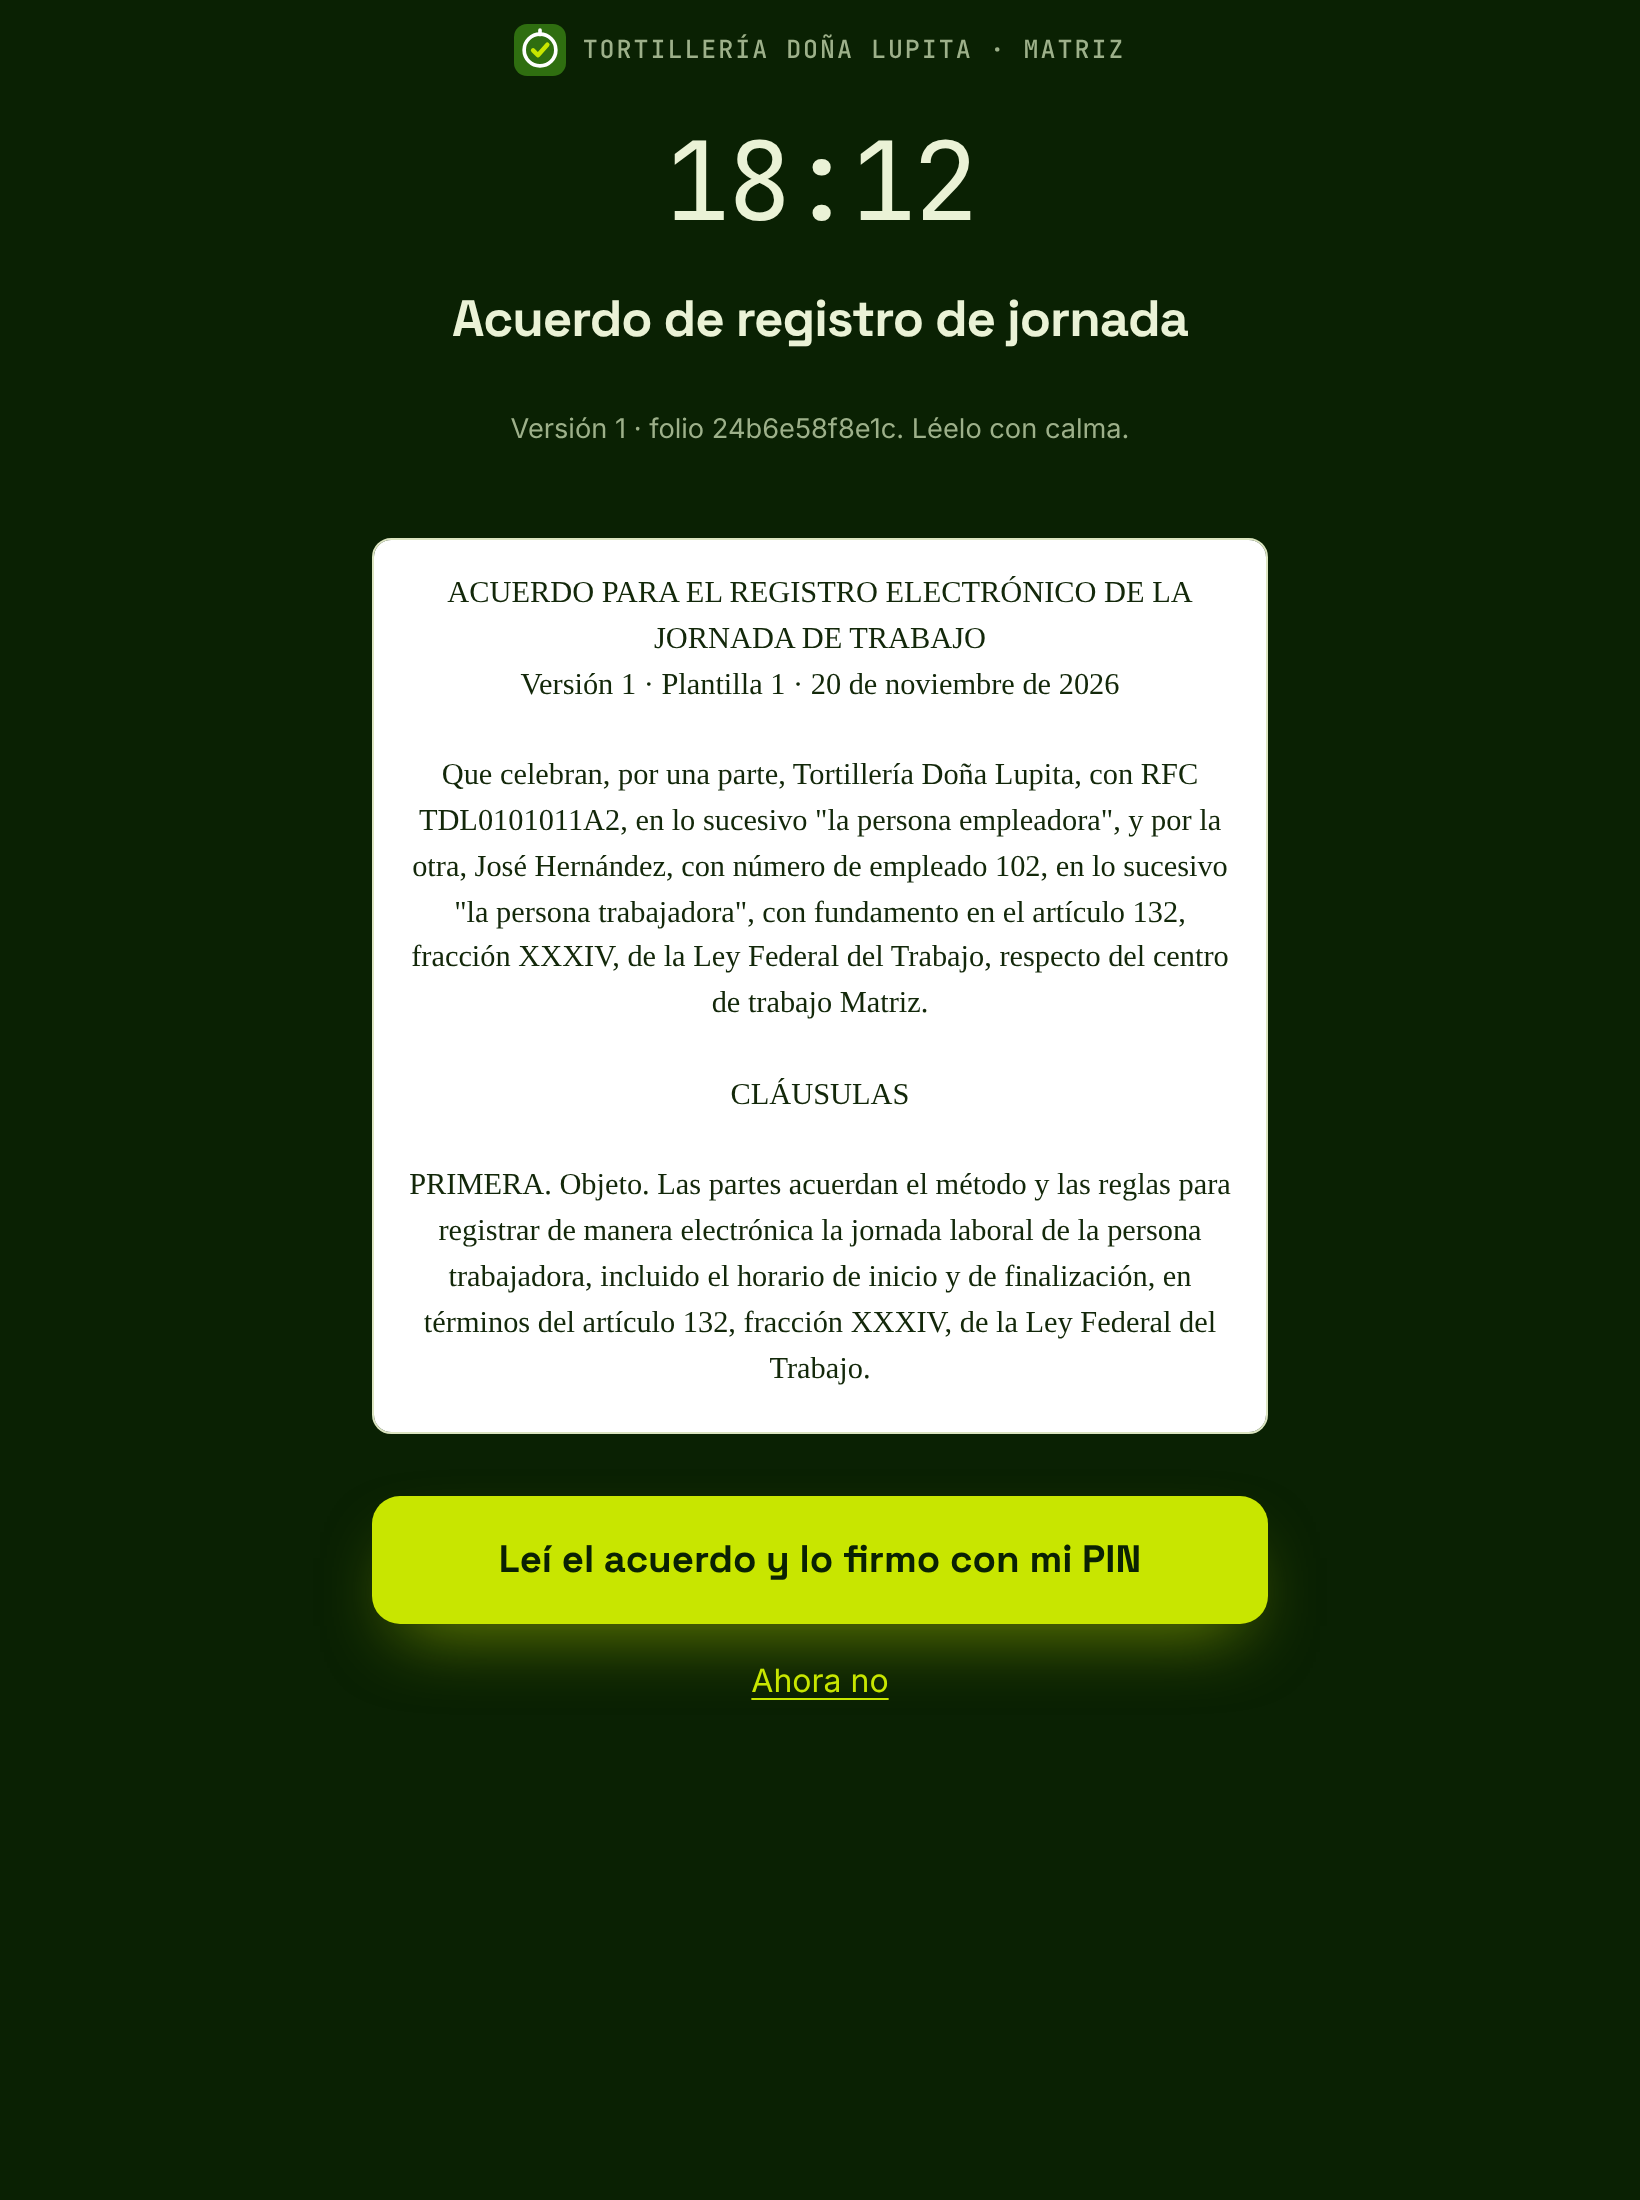 TORTILLERÍA DOÑA LUPITA · MATRIZ
18:12
Acuerdo de registro de jornada
Versión 1 · folio 24b6e58f8e1c. Léelo con calma.
ACUERDO PARA EL REGISTRO ELECTRÓNICO DE LA
JORNADA DE TRABAJO
Versión 1 · Plantilla 1 · 20 de noviembre de 2026
Que celebran, por una parte, Tortillería Doña Lupita, con RFC
TDL0101011A2, en lo sucesivo "la persona empleadora", y por la
otra, José Hernández, con número de empleado 102, en lo sucesivo
"la persona trabajadora", con fundamento en el artículo 132,
fracción XXXIV, de la Ley Federal del Trabajo, respecto del centro
de trabajo Matriz.
CLÁUSULAS
PRIMERA. Objeto. Las partes acuerdan el método y las reglas para
registrar de manera electrónica la jornada laboral de la persona
trabajadora, incluido el horario de inicio y de finalización, en
términos del artículo 132, fracción XXXIV, de la Ley Federal del
Trabajo.
Leí el acuerdo y lo firmo con mi PIN
Ahora no